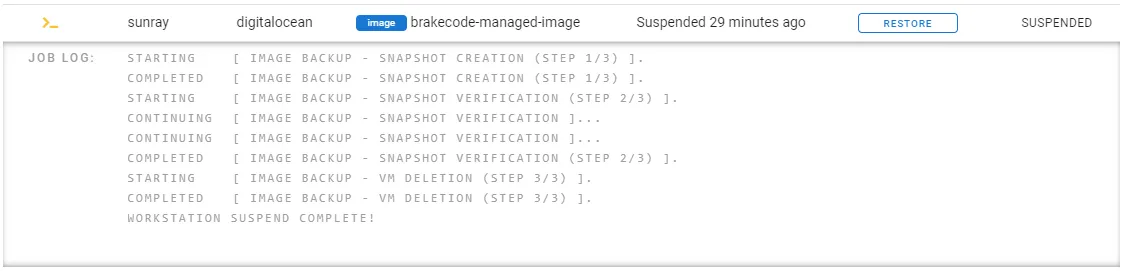 >_ sunray digitalocean image brakecode-managed-image Suspended 29 minutes ago RESTORE SUSPENDED
JOB LOG: STARTING [ IMAGE BACKUP - SNAPSHOT CREATION (STEP 1/3) ].
COMPLETED [ IMAGE BACKUP - SNAPSHOT CREATION (STEP 1/3) ].
STARTING [ IMAGE BACKUP - SNAPSHOT VERIFICATION (STEP 2/3) ].
CONTINUING [ IMAGE BACKUP - SNAPSHOT VERIFICATION ]...
CONTINUING [ IMAGE BACKUP - SNAPSHOT VERIFICATION ]...
COMPLETED [ IMAGE BACKUP - SNAPSHOT VERIFICATION (STEP 2/3) ].
STARTING [ IMAGE BACKUP - VM DELETION (STEP 3/3) ].
COMPLETED [ IMAGE BACKUP - VM DELETION (STEP 3/3) ].
WORKSTATION SUSPEND COMPLETE!